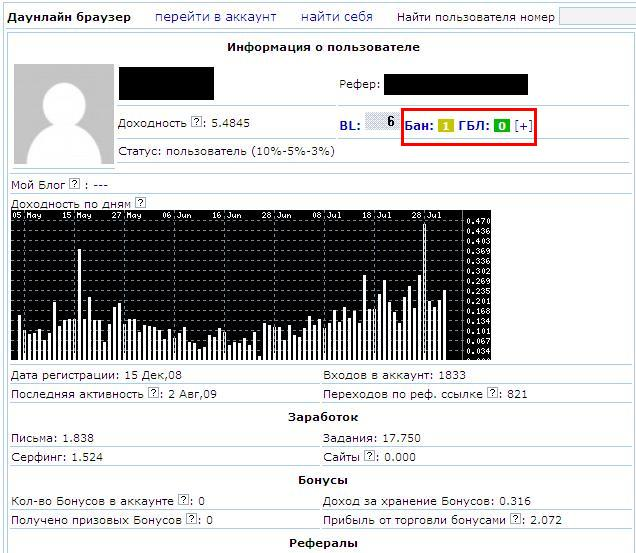 Даунлайн браузер перейти в аккаунт найти себя Найти пользователя номер
Информация о пользователе
Рефер:
Доходность ?: 5.4845
BL: 6 Бан: 1 ГБЛ: 0 [+]
Статус: пользователь (10%-5%-3%)
Мой Блог ? : ---
Доходность по дням ?
05 May 15 May 27 May 06 Jun 16 Jun 28 Jun 08 Jul 18 Jul 28 Jul
0.470
0.436
0.403
0.369
0.336
0.302
0.269
0.235
0.201
0.168
0.134
0.101
0.067
0.034
Дата регистрации: 15 Дек,08 Входов в аккаунт: 1833
Последняя активность ?: 2 Авг,09 Переходов по реф. ссылке ?: 821
Заработок
Письма: 1.838 Задания: 17.750
Серфинг: 1.524 Сайты ?: 0.000
Бонусы
Кол-во Бонусов в аккаунте ?: 0 Доход за хранение Бонусов: 0.316
Получено призовых Бонусов ?: 0 Прибыль от торговли бонусами ?: 2.072
Рефералы